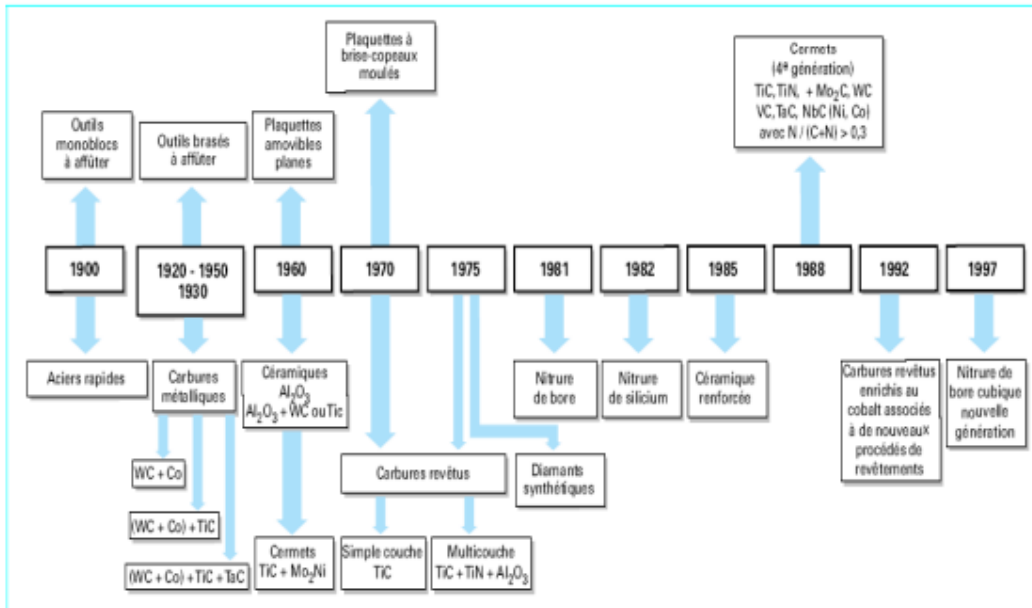 Plaquettes à
brise-copeaux
moulés
Cermets
(4e génération)
TiC, TiN, + Mo2C, WC
VC, TaC, NbC (Ni, Co)
avec N / (C+N) > 0,3
Outils
monoblocs
à affûter
Outils brasés
à affûter
Plaquettes
amovibles
planes
1900
1920 - 1950
1930
1960
1970
1975
1981
1982
1985
1988
1992
1997
Aciers rapides
Carbures
métalliques
Céramiques
Al2O3
Al2O3 + WC ou Tic
Nitrure
de bore
Nitrure
de silicium
Céramique
renforcée
Carbures revêtus
enrichis au
cobalt associés
à de nouveaux
procédés de
revêtements
Nitrure de
bore cubique
nouvelle
génération
WC + Co
(WC + Co) + TiC
(WC + Co) + TiC + TaC
Carbures revêtus
Diamants
synthétiques
Cermets
TiC + Mo2Ni
Simple couche
TiC
Multicouche
TiC + TiN + Al2O3